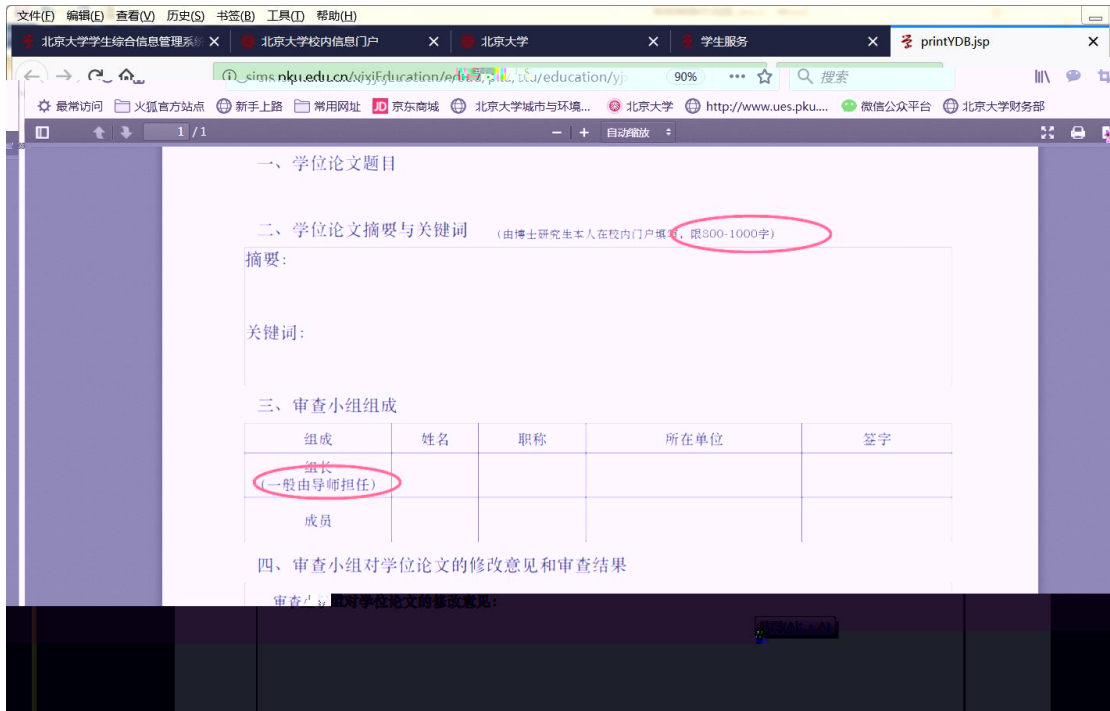 文件(F) 编辑(E) 查看(V) 历史(S) 书签(B) 工具(T) 帮助(H)
北京大学学生综合信息管理系统 北京大学校内信息门户 北京大学 学生服务 printYDB.jsp
90% 搜索
最常访问 火狐官方站点 新手上路 常用网址 JD 京东商城 北京大学城市与环境... 北京大学 http://www.ues.pku.... 微信公众平台 北京大学财务部
1 / 1 自动缩放
一、学位论文题目
二、学位论文摘要与关键词 (由博士研究生本人在校内门户填写，限800-1000字)
摘要:
关键词:
三、审查小组组成
组成 姓名 职称 所在单位 签字
组长
(一般由导师担任)
成员
四、审查小组对学位论文的修改意见和审查结果
审查小组对学位论文的修改意见: